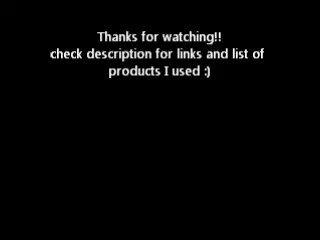 Thanks for watching!!
check description for links and list of
products I used :)